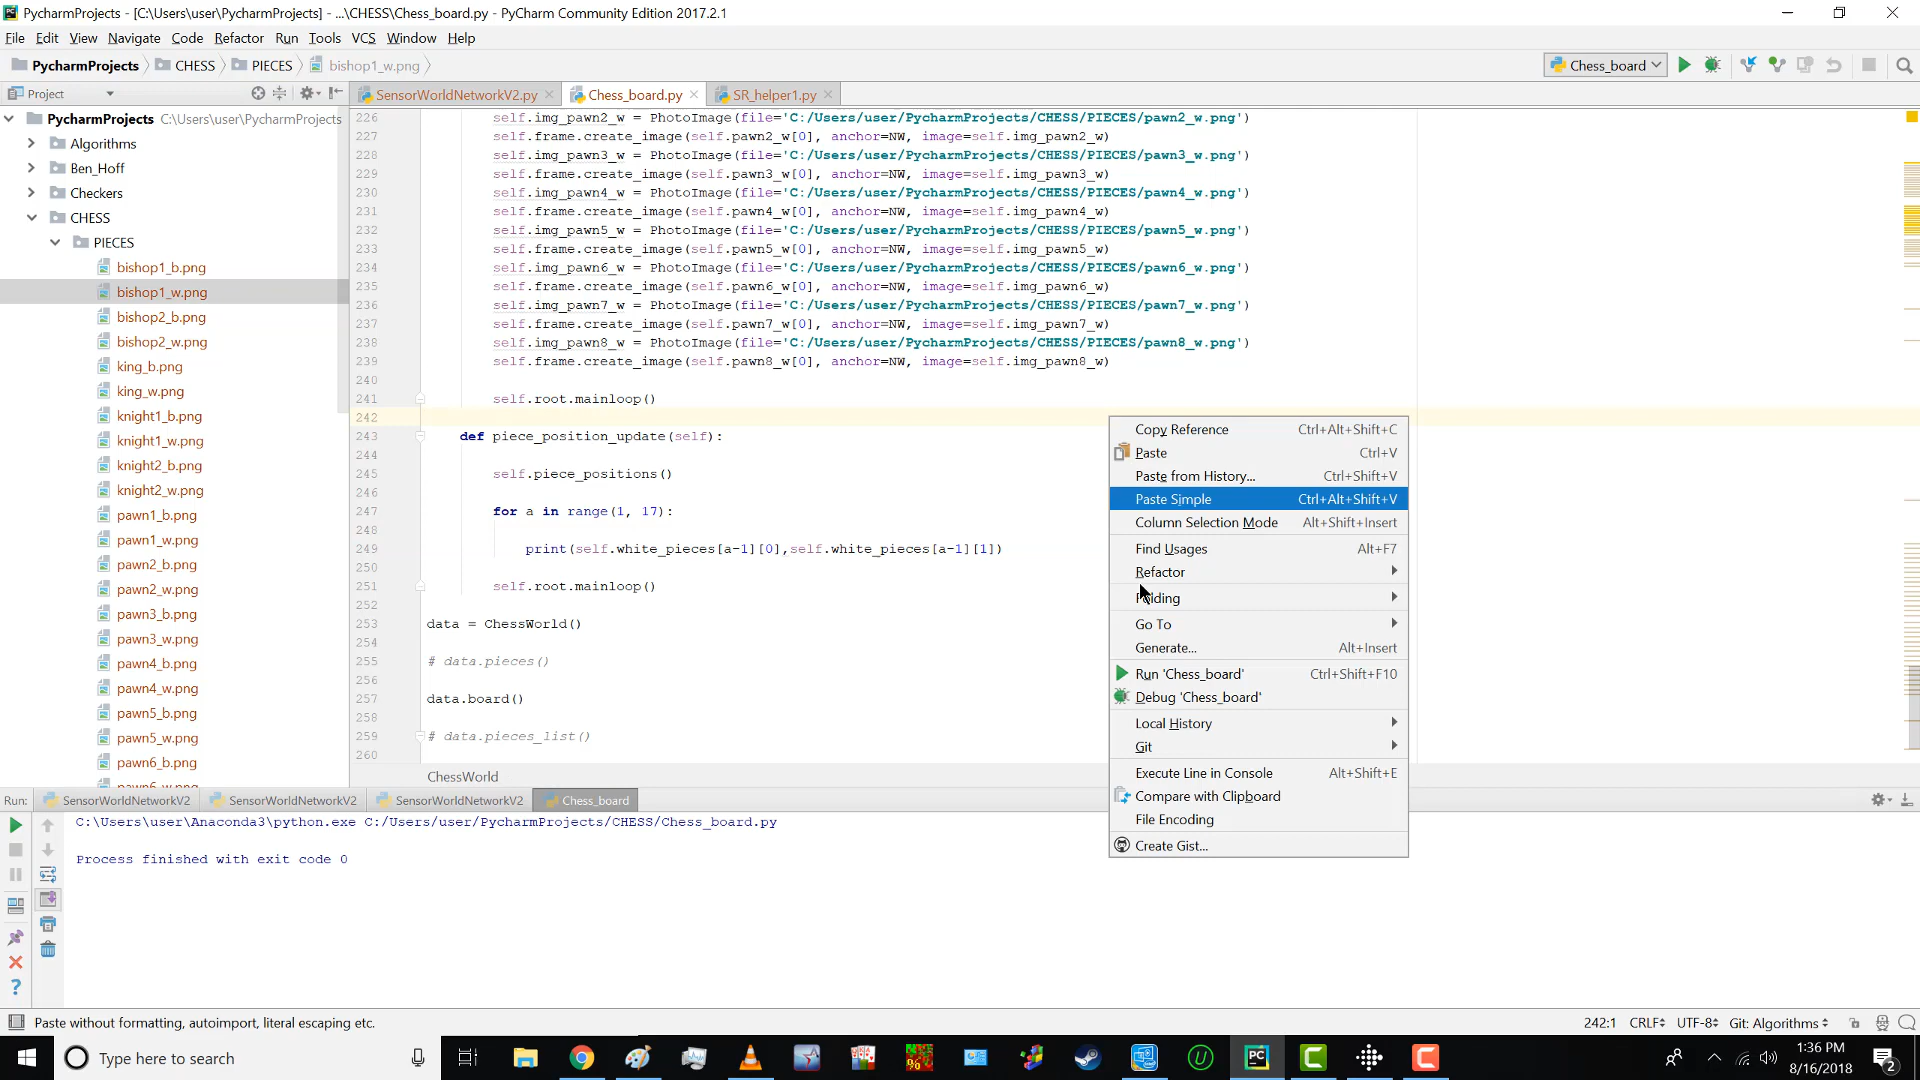 PycharmProjects - [C:\Users\user\PycharmProjects] - ...\CHESS\Chess_board.py - PyCharm Community Edition 2017.2.1
File Edit View Navigate Code Refactor Run Tools VCS Window Help
PycharmProjects CHESS PIECES bishop1_w.png
Chess_board
Project
SensorWorldNetworkV2.py
Chess_board.py
SR_helper1.py
PycharmProjects C:\Users\user\PycharmProjects
Algorithms
Ben_Hoff
Checkers
CHESS
PIECES
bishop1_b.png
bishop1_w.png
bishop2_b.png
bishop2_w.png
king_b.png
king_w.png
knight1_b.png
knight1_w.png
knight2_b.png
knight2_w.png
pawn1_b.png
pawn1_w.png
pawn2_b.png
pawn2_w.png
pawn3_b.png
pawn3_w.png
pawn4_b.png
pawn4_w.png
pawn5_b.png
pawn5_w.png
pawn6_b.png
pawn6_w.png
226 self.img_pawn2_w = PhotoImage(file='C:/Users/user/PycharmProjects/CHESS/PIECES/pawn2_w.png')
227 self.frame.create_image(self.pawn2_w[0], anchor=NW, image=self.img_pawn2_w)
228 self.img_pawn3_w = PhotoImage(file='C:/Users/user/PycharmProjects/CHESS/PIECES/pawn3_w.png')
229 self.frame.create_image(self.pawn3_w[0], anchor=NW, image=self.img_pawn3_w)
230 self.img_pawn4_w = PhotoImage(file='C:/Users/user/PycharmProjects/CHESS/PIECES/pawn4_w.png')
231 self.frame.create_image(self.pawn4_w[0], anchor=NW, image=self.img_pawn4_w)
232 self.img_pawn5_w = PhotoImage(file='C:/Users/user/PycharmProjects/CHESS/PIECES/pawn5_w.png')
233 self.frame.create_image(self.pawn5_w[0], anchor=NW, image=self.img_pawn5_w)
234 self.img_pawn6_w = PhotoImage(file='C:/Users/user/PycharmProjects/CHESS/PIECES/pawn6_w.png')
235 self.frame.create_image(self.pawn6_w[0], anchor=NW, image=self.img_pawn6_w)
236 self.img_pawn7_w = PhotoImage(file='C:/Users/user/PycharmProjects/CHESS/PIECES/pawn7_w.png')
237 self.frame.create_image(self.pawn7_w[0], anchor=NW, image=self.img_pawn7_w)
238 self.img_pawn8_w = PhotoImage(file='C:/Users/user/PycharmProjects/CHESS/PIECES/pawn8_w.png')
239 self.frame.create_image(self.pawn8_w[0], anchor=NW, image=self.img_pawn8_w)
240
241 self.root.mainloop()
242
243 def piece_position_update(self):
244
245 self.piece_positions()
246
247 for a in range(1, 17):
248
249 print(self.white_pieces[a-1][0],self.white_pieces[a-1][1])
250
251 self.root.mainloop()
252
253 data = ChessWorld()
254
255 # data.pieces()
256
257 data.board()
258
259 # data.pieces_list()
260
ChessWorld
Copy Reference Ctrl+Alt+Shift+C
Paste Ctrl+V
Paste from History... Ctrl+Shift+V
Paste Simple Ctrl+Alt+Shift+V
Column Selection Mode Alt+Shift+Insert
Find Usages Alt+F7
Refactor
Folding
Go To
Generate... Alt+Insert
Run 'Chess_board' Ctrl+Shift+F10
Debug 'Chess_board'
Local History
Git
Execute Line in Console Alt+Shift+E
Compare with Clipboard
File Encoding
Create Gist...
Run: SensorWorldNetworkV2 SensorWorldNetworkV2 SensorWorldNetworkV2 Chess_board
C:\Users\user\Anaconda3\python.exe C:/Users/user/PycharmProjects/CHESS/Chess_board.py
Process finished with exit code 0
Paste without formatting, autoimport, literal escaping etc.
242:1 CRLF UTF-8 Git: Algorithms
Type here to search
PC
1:36 PM
8/16/2018
2